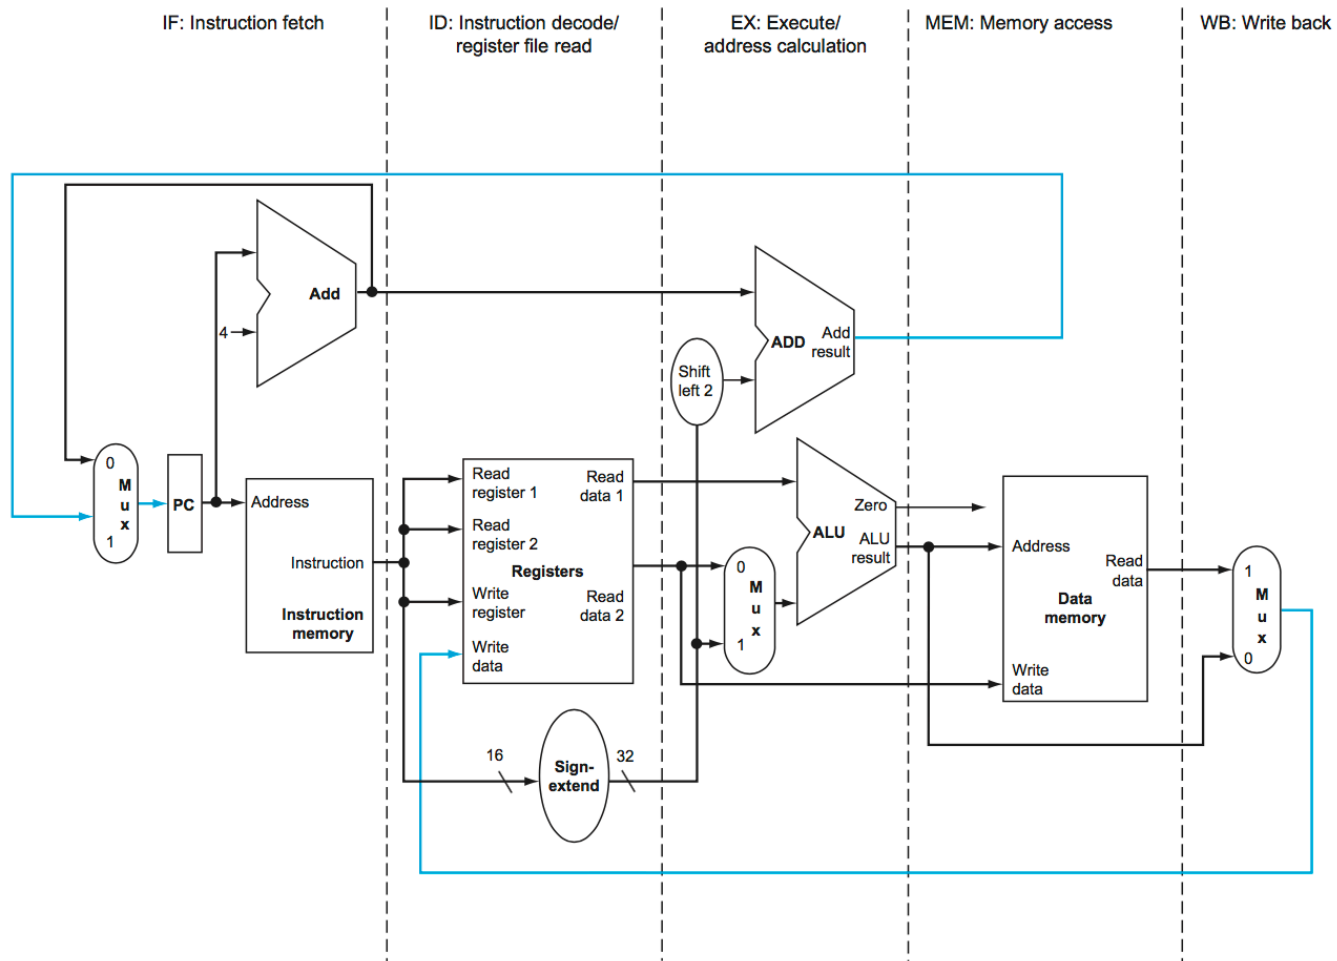 IF: Instruction fetch
ID: Instruction decode/
register file read
EX: Execute/
address calculation
MEM: Memory access
WB: Write back
Add
4
ADD
Add
result
Shift
left 2
0
M
u
x
1
PC
Address
Instruction
Instruction
memory
Read
register 1
Read
register 2
Write
register
Write
data
Registers
Read
data 1
Read
data 2
16
Sign-
extend
32
0
M
u
x
1
Zero
ALU
ALU
result
Address
Read
data
Data
memory
Write
data
1
M
u
x
0